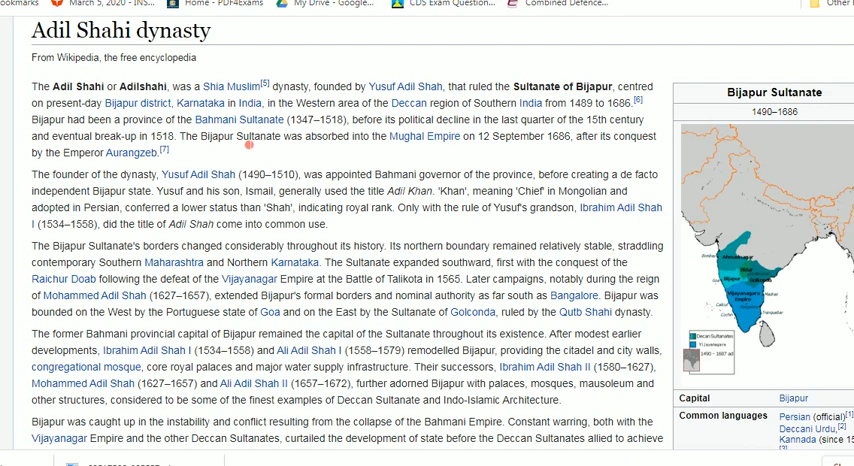 ookmarks
March 5, 2020 - INS...
Home - PDF4Exams
My Drive - Google...
CDS Exam Question...
Combined Defence...
Other
Adil Shahi dynasty
From Wikipedia, the free encyclopedia
The Adil Shahi or Adilshahi, was a Shia Muslim[5] dynasty, founded by Yusuf Adil Shah, that ruled the Sultanate of Bijapur, centred
on present-day Bijapur district, Karnataka in India, in the Western area of the Deccan region of Southern India from 1489 to 1686.[6]
Bijapur had been a province of the Bahmani Sultanate (1347–1518), before its political decline in the last quarter of the 15th century
and eventual break-up in 1518. The Bijapur Sultanate was absorbed into the Mughal Empire on 12 September 1686, after its conquest
by the Emperor Aurangzeb.[7]
The founder of the dynasty, Yusuf Adil Shah (1490–1510), was appointed Bahmani governor of the province, before creating a de facto
independent Bijapur state. Yusuf and his son, Ismail, generally used the title Adil Khan. 'Khan', meaning 'Chief' in Mongolian and
adopted in Persian, conferred a lower status than 'Shah', indicating royal rank. Only with the rule of Yusuf's grandson, Ibrahim Adil Shah
I (1534–1558), did the title of Adil Shah come into common use.
The Bijapur Sultanate's borders changed considerably throughout its history. Its northern boundary remained relatively stable, straddling
contemporary Southern Maharashtra and Northern Karnataka. The Sultanate expanded southward, first with the conquest of the
Raichur Doab following the defeat of the Vijayanagar Empire at the Battle of Talikota in 1565. Later campaigns, notably during the reign
of Mohammed Adil Shah (1627–1657), extended Bijapur's formal borders and nominal authority as far south as Bangalore. Bijapur was
bounded on the West by the Portuguese state of Goa and on the East by the Sultanate of Golconda, ruled by the Qutb Shahi dynasty.
The former Bahmani provincial capital of Bijapur remained the capital of the Sultanate throughout its existence. After modest earlier
developments, Ibrahim Adil Shah I (1534–1558) and Ali Adil Shah I (1558–1579) remodelled Bijapur, providing the citadel and city walls,
congregational mosque, core royal palaces and major water supply infrastructure. Their successors, Ibrahim Adil Shah II (1580–1627),
Mohammed Adil Shah (1627–1657) and Ali Adil Shah II (1657–1672), further adorned Bijapur with palaces, mosques, mausoleum and
other structures, considered to be some of the finest examples of Deccan Sultanate and Indo-Islamic Architecture.
Bijapur was caught up in the instability and conflict resulting from the collapse of the Bahmani Empire. Constant warring, both with the
Vijayanagar Empire and the other Deccan Sultanates, curtailed the development of state before the Deccan Sultanates allied to achieve
Bijapur Sultanate
1490–1686
Bidar
Bijapur
Vijayanagara
Empire
Deccan Sultanates
1490 - 1687 ad
Capital Bijapur
Common languages Persian (official)[1]
Deccani Urdu,[2]
Kannada (since 15